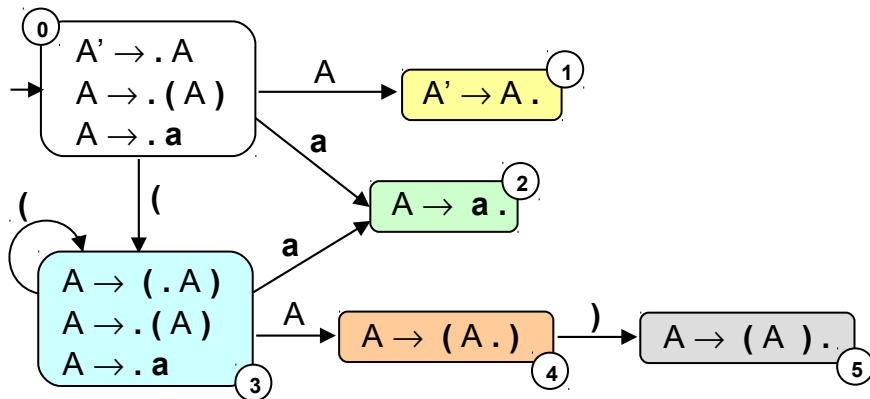 0
A’ → . A
A → . ( A )
A → . a
A
1
A’ → A .
a
2
A → a .
(
(
a
A → ( . A )
A → . ( A )
A → . a
3
A
A → ( A . )
4
)
A → ( A ) .
5